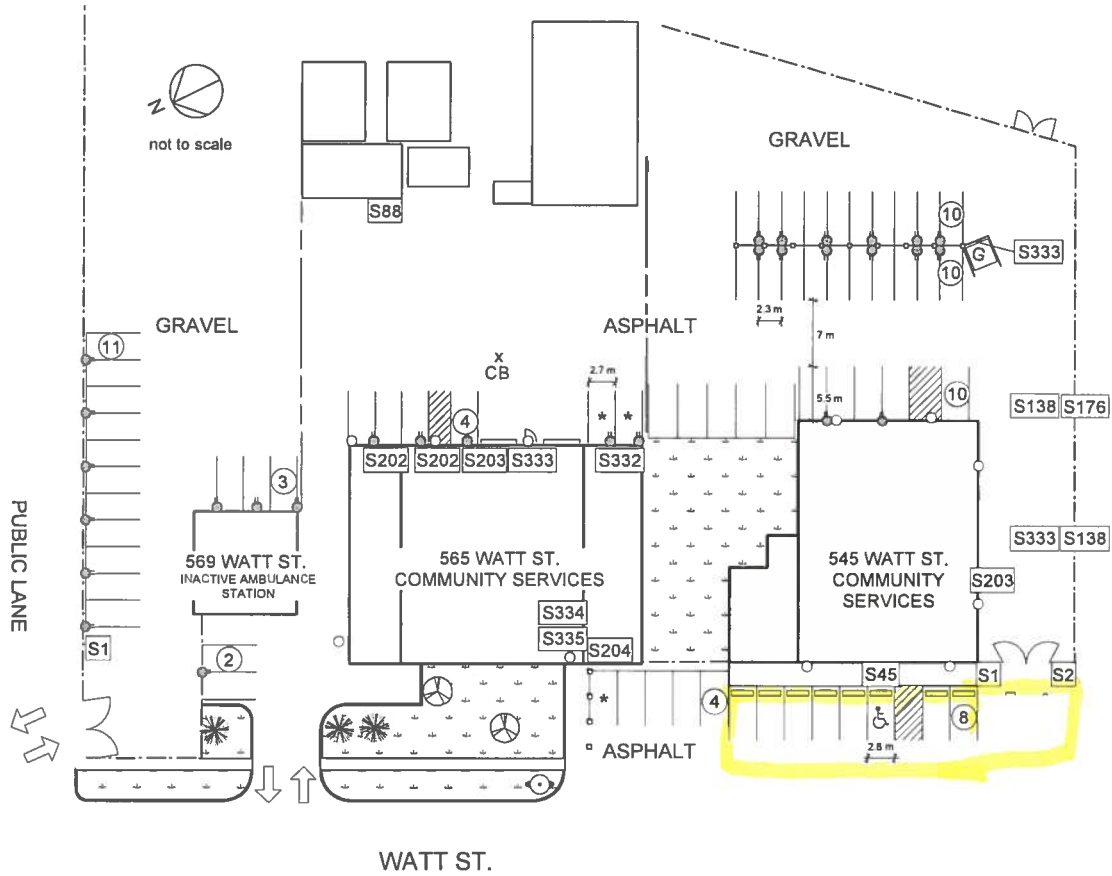 N
not to scale
GRAVEL
S88
10
G
S333
10
2.3 m
GRAVEL
ASPHALT
7 m
11
X
CB
2.7 m
5.5 m
10
S138 S176
4
* *
S202 S202 S203 S333 S332
3
PUBLIC LANE
569 WATT ST.
INACTIVE AMBULANCE
STATION
565 WATT ST.
COMMUNITY SERVICES
545 WATT ST.
COMMUNITY
SERVICES
S333 S138
S203
S334
S335
S204
S1
2
S45
S1
S2
4
*
8
ASPHALT
2.6 m
WATT ST.